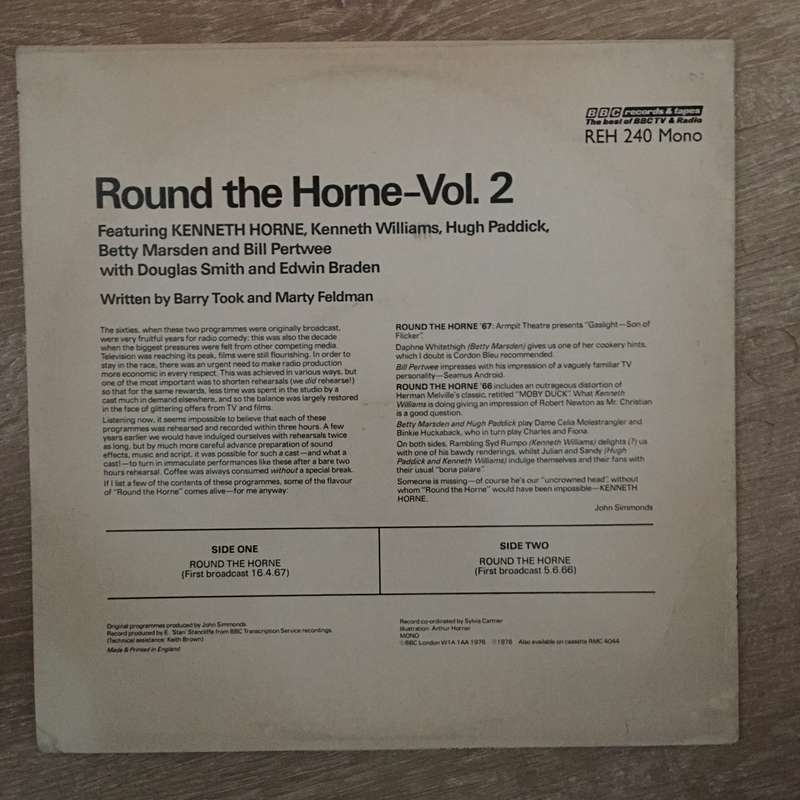 BBC records & tapes
The best of BBC TV & Radio
REH 240 Mono
Round the Horne–Vol. 2
Featuring KENNETH HORNE, Kenneth Williams, Hugh Paddick,
Betty Marsden and Bill Pertwee
with Douglas Smith and Edwin Braden
Written by Barry Took and Marty Feldman
The sixties, when these two programmes were originally broadcast,
were very fruitful years for radio comedy; this was also the decade
when the biggest pressures were felt from other competing media.
Television was reaching its peak, films were still flourishing. In order to
stay in the race, there was an urgent need to make radio production
more economic in every respect. This was achieved in various ways, but
one of the most important was to shorten rehearsals (we did rehearse!)
so that for the same rewards, less time was spent in the studio by a
cast much in demand elsewhere, and so the balance was largely restored
in the face of glittering offers from TV and films.
Listening now, it seems impossible to believe that each of these
programmes was rehearsed and recorded within three hours. A few
years earlier we would have indulged ourselves with rehearsals twice
as long, but by much more careful advance preparation of sound
effects, music and script, it was possible for such a cast—and what a
cast!—to turn in immaculate performances like these after a bare two
hours rehearsal. Coffee was always consumed without a special break.
If I list a few of the contents of these programmes, some of the flavour
of "Round the Horne" comes alive—for me anyway:
ROUND THE HORNE '67: Armpit Theatre presents "Gaslight—Son of
Flicker".
Daphne Whitethigh (Betty Marsden) gives us one of her cookery hints,
which I doubt is Cordon Bleu recommended.
Bill Pertwee impresses with his impression of a vaguely familiar TV
personality—Seamus Android.
ROUND THE HORNE '66 includes an outrageous distortion of
Herman Melville's classic, retitled "MOBY DUCK". What Kenneth
Williams is doing giving an impression of Robert Newton as Mr. Christian
is a good question.
Betty Marsden and Hugh Paddick play Dame Celia Molestrangler and
Binkie Huckaback, who in turn play Charles and Fiona.
On both sides, Rambling Syd Rumpo (Kenneth Williams) delights (?) us
with one of his bawdy renderings, whilst Julian and Sandy (Hugh
Paddick and Kenneth Williams) indulge themselves and their fans with
their usual "bona palare".
Someone is missing—of course he's our "uncrowned head", without
whom "Round the Horne" would have been impossible—KENNETH
HORNE.
John Simmonds
SIDE ONE
ROUND THE HORNE
(First broadcast 16.4.67)
SIDE TWO
ROUND THE HORNE
(First broadcast 5.6.66)
Original programmes produced by John Simmonds
Record produced by E. 'Stan' Stancliffe from BBC Transcription Service recordings.
(Technical assistance: Keith Brown)
Made & Printed in England
Record co-ordinated by Sylvia Cartner
Illustration: Arthur Horner
MONO
©BBC London W1A 1AA 1976 ℗1976 Also available on cassette RMC 4044